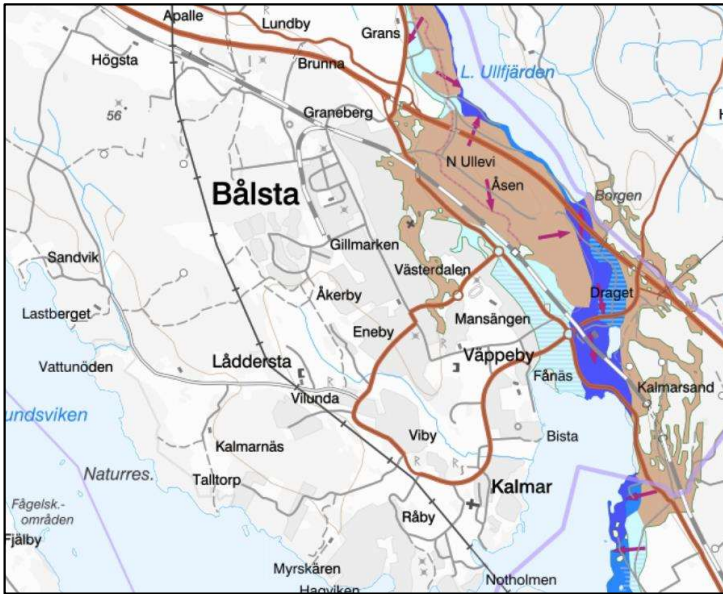 Apalle
Lundby
Grans
Högsta
Brunna
L. Ullfjärden
56
Graneberg
N Ullevi
Åsen
Bålsta
Borgen
Gillmarken
Sandvik
Västerdalen
Åkerby
Draget
Lastberget
Eneby
Mansängen
Vattunöden
Låddersta
Väppeby
Fånäs
Kalmarsand
Vilunda
undsviken
Viby
Bista
Kalmarnäs
Naturres.
Talltorp
Kalmar
Fågelsk.-
områden
Råby
Fjälby
Myrskären
Notholmen